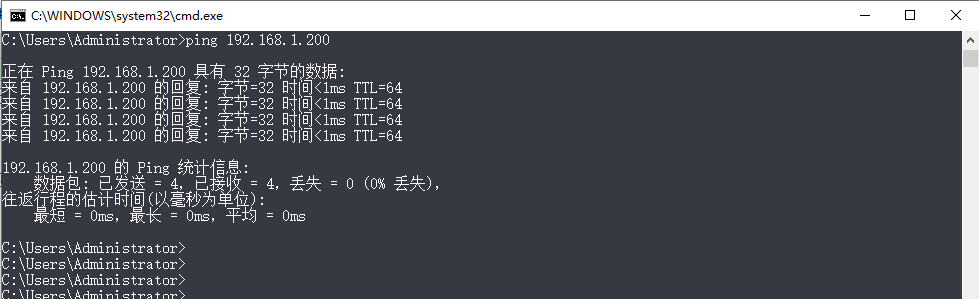 C:\WINDOWS\system32\cmd.exe
C:\Users\Administrator>ping 192.168.1.200
正在 Ping 192.168.1.200 具有 32 字节的数据:
来自 192.168.1.200 的回复: 字节=32 时间<1ms TTL=64
来自 192.168.1.200 的回复: 字节=32 时间<1ms TTL=64
来自 192.168.1.200 的回复: 字节=32 时间<1ms TTL=64
来自 192.168.1.200 的回复: 字节=32 时间<1ms TTL=64
192.168.1.200 的 Ping 统计信息:
数据包: 已发送 = 4，已接收 = 4，丢失 = 0 (0% 丢失)，
往返行程的估计时间(以毫秒为单位):
最短 = 0ms，最长 = 0ms，平均 = 0ms
C:\Users\Administrator>
C:\Users\Administrator>
C:\Users\Administrator>
C:\Users\Administrator>